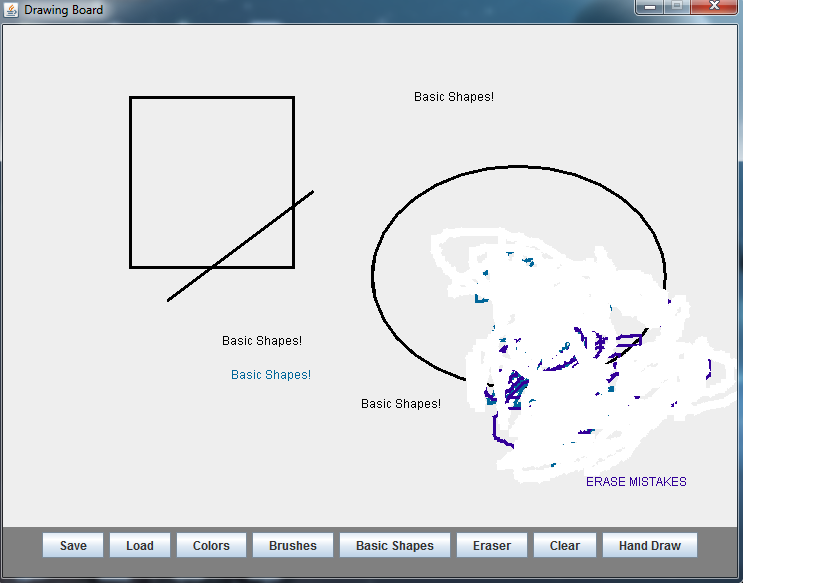 Drawing Board
Basic Shapes!
Basic Shapes!
Basic Shapes!
Basic Shapes!
ERASE MISTAKES
Save
Load
Colors
Brushes
Basic Shapes
Eraser
Clear
Hand Draw